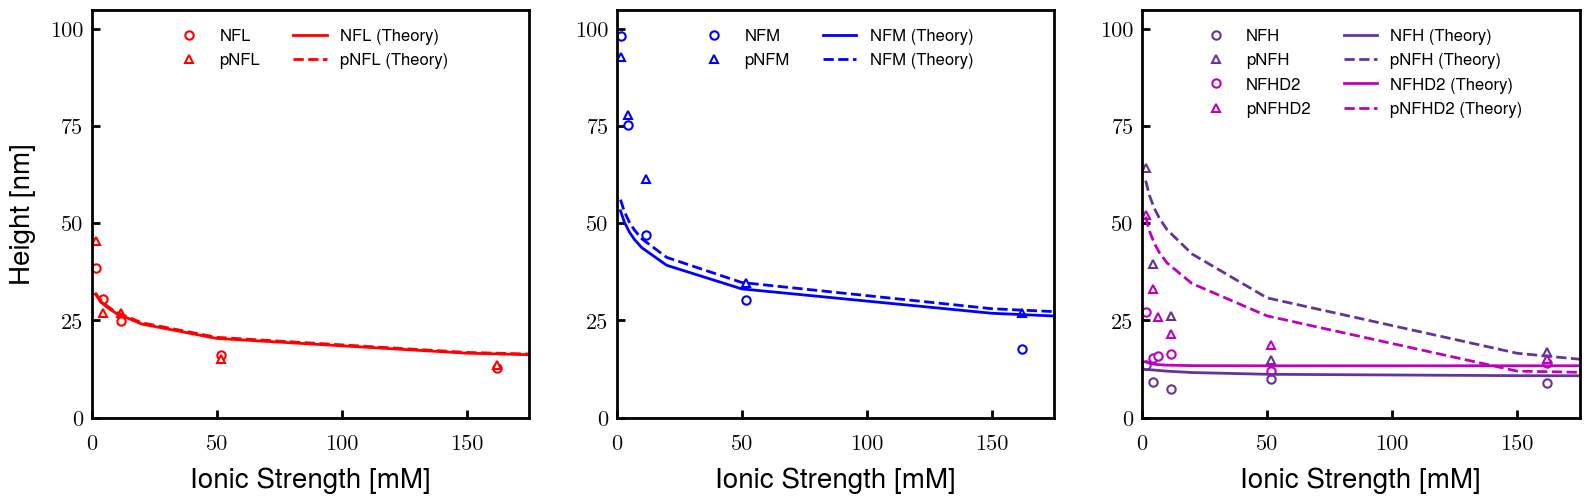 Height [nm]
100
75
50
25
0
0
50
100
150
Ionic Strength [mM]
NFL
pNFL
NFL (Theory)
pNFL (Theory)
100
75
50
25
0
0
50
100
150
Ionic Strength [mM]
NFM
pNFM
NFM (Theory)
NFM (Theory)
100
75
50
25
0
0
50
100
150
Ionic Strength [mM]
NFH
pNFH
NFHD2
pNFHD2
NFH (Theory)
pNFH (Theory)
NFHD2 (Theory)
pNFHD2 (Theory)